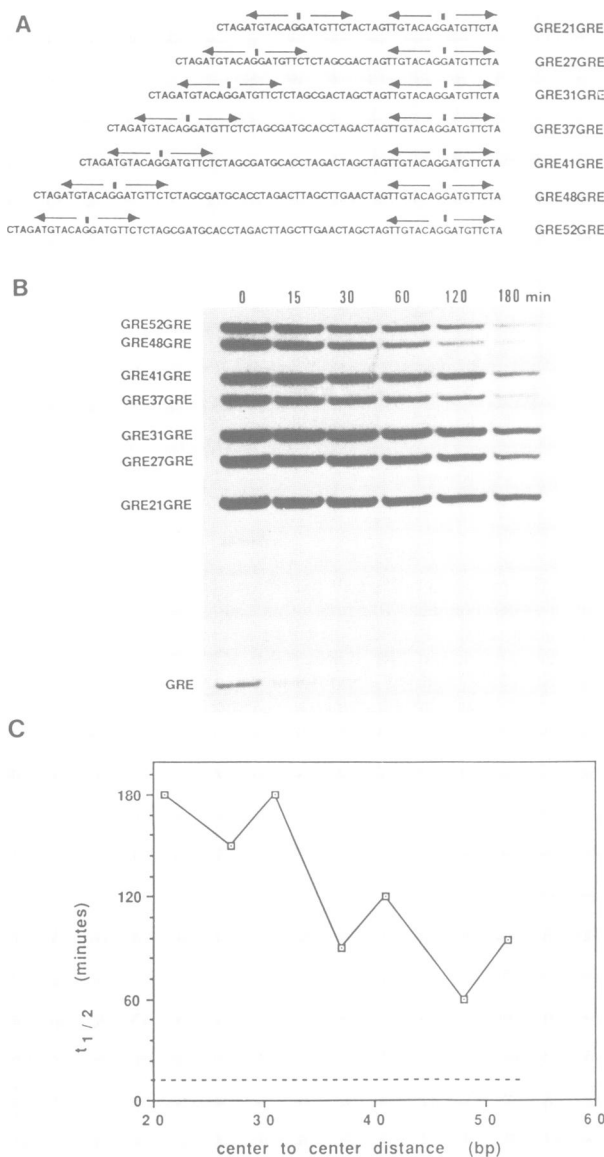 A
CTAGATGTACAGGATGTTCTACTAGTTGTACAGGATGTTCTA GRE21GRE
CTAGATGTACAGGATGTTCTCTAGCGACTAGTTGTACAGGATGTTCTA GRE27GRE
CTAGATGTACAGGATGTTCTCTAGCGACTAGCTAGTTGTACAGGATGTTCTA GRE31GRE
CTAGATGTACAGGATGTTCTCTAGCGATGCACCTAGACTAGTTGTACAGGATGTTCTA GRE37GRE
CTAGATGTACAGGATGTTCTCTAGCGATGCACCTAGACTAGCTAGTTGTACAGGATGTTCTA GRE41GRE
CTAGATGTACAGGATGTTCTCTAGCGATGCACCTAGACTTAGCTTGAACTAGTTGTACAGGATGTTCTA GRE48GRE
CTAGATGTACAGGATGTTCTCTAGCGATGCACCTAGACTTAGCTTGAACTAGCTAGTTGTACAGGATGTTCTA GRE52GRE
B
0 15 30 60 120 180 min
GRE52GRE
GRE48GRE
GRE41GRE
GRE37GRE
GRE31GRE
GRE27GRE
GRE21GRE
GRE
C
180
120
60
0
t1/2 (minutes)
20 30 40 50 60
center to center distance (bp)